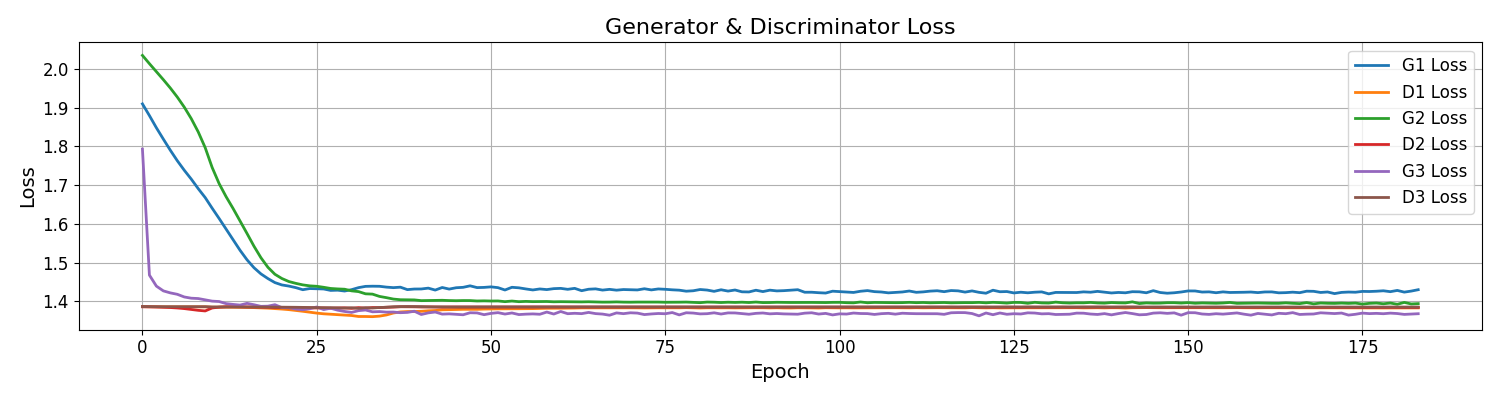 Generator & Discriminator Loss
Loss
2.0
1.9
1.8
1.7
1.6
1.5
1.4
G1 Loss
D1 Loss
G2 Loss
D2 Loss
G3 Loss
D3 Loss
0 25 50 75 100 125 150 175
Epoch